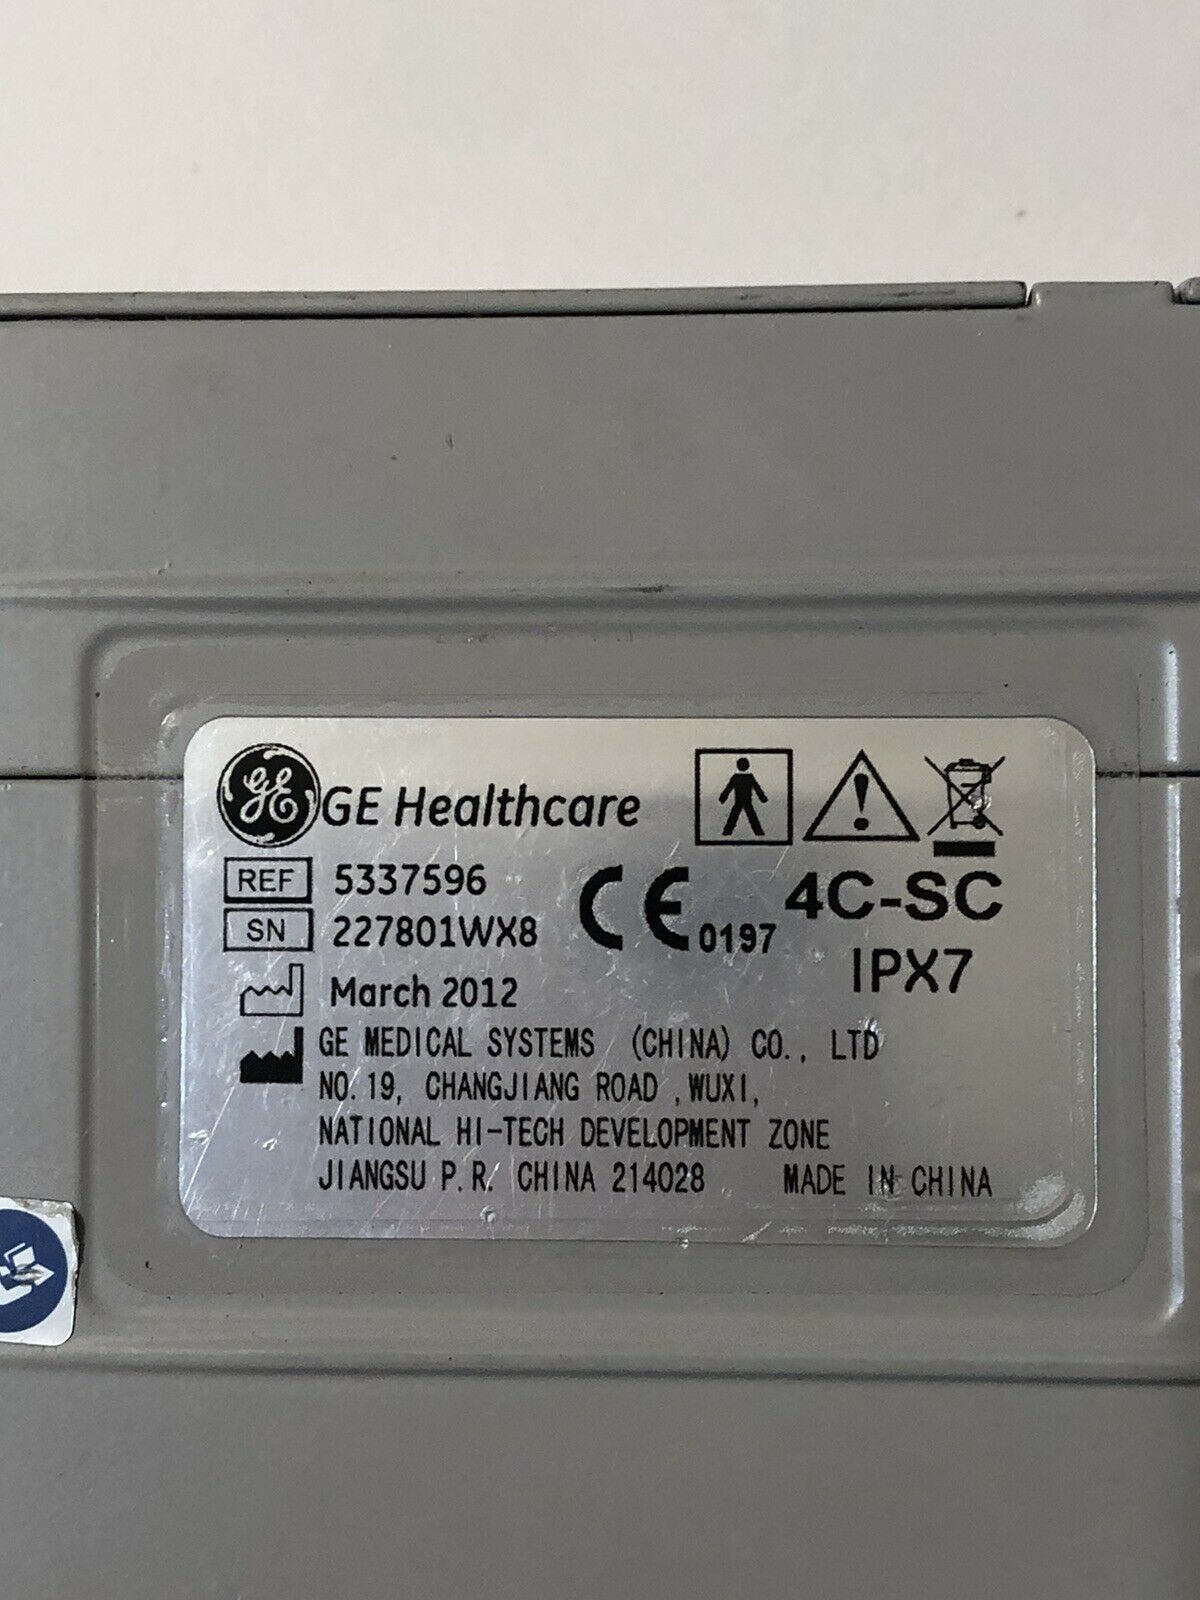 GE GE Healthcare
REF 5337596
SN 227801WX8
CE 0197
4C-SC
IPX7
March 2012
GE MEDICAL SYSTEMS (CHINA) CO., LTD
NO. 19, CHANGJIANG ROAD ,WUXI,
NATIONAL HI-TECH DEVELOPMENT ZONE
JIANGSU P.R. CHINA 214028 MADE IN CHINA